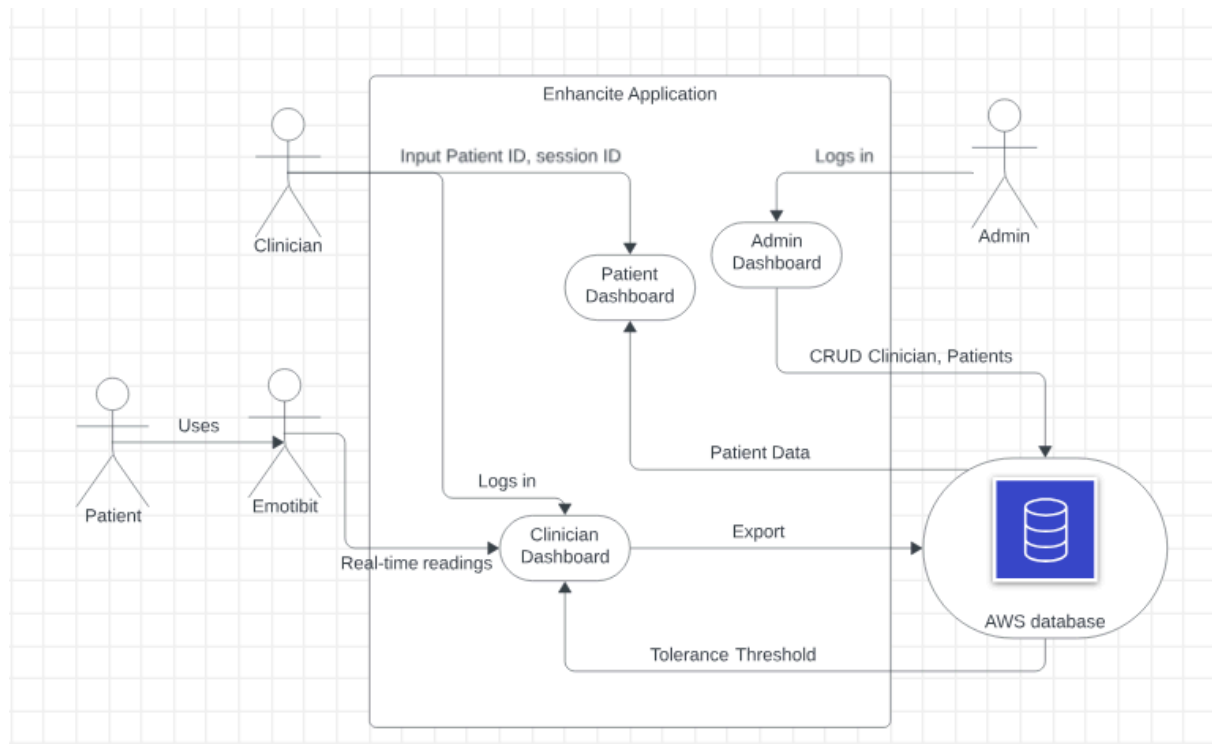 Enhancite Application
Input Patient ID, session ID
Logs in
Clinician
Admin
Admin
Dashboard
Patient
Dashboard
CRUD Clinician, Patients
Uses
Patient Data
Logs in
Patient
Emotibit
Clinician
Dashboard
Export
Real-time readings
AWS database
Tolerance Threshold